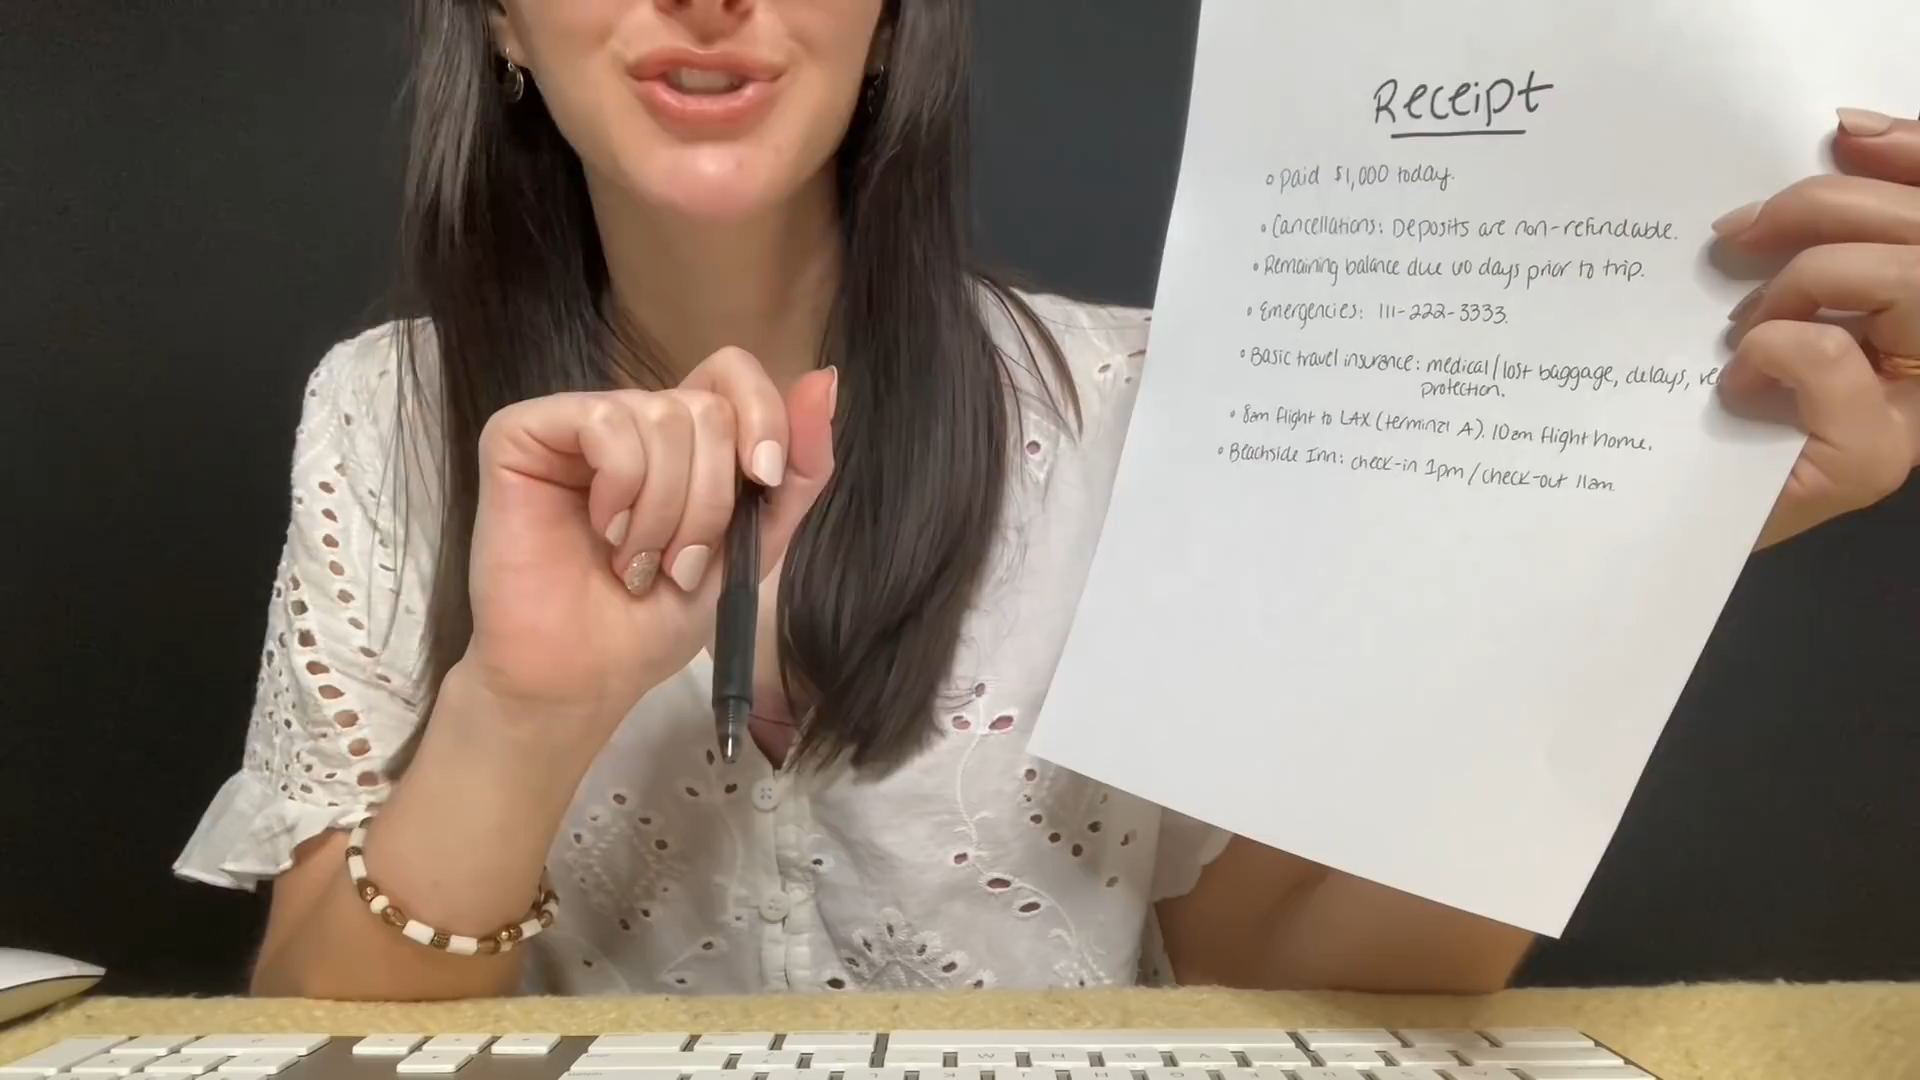 Receipt
• paid $1,000 today.
• Cancellations: Deposits are non-refundable.
• Remaining balance due 60 days prior to trip.
• Emergencies: 111-222-3333.
• Basic travel insurance: medical/lost baggage, delays,
protection.
• 8am flight to LAX (terminal A). 10am flight home.
• Beachside Inn: check-in 1pm/check-out 11am.